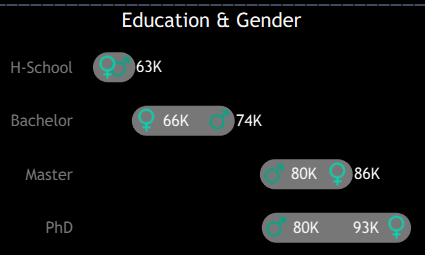 Education & Gender
H-School 63K
Bachelor 66K 74K
Master 80K 86K
PhD 80K 93K